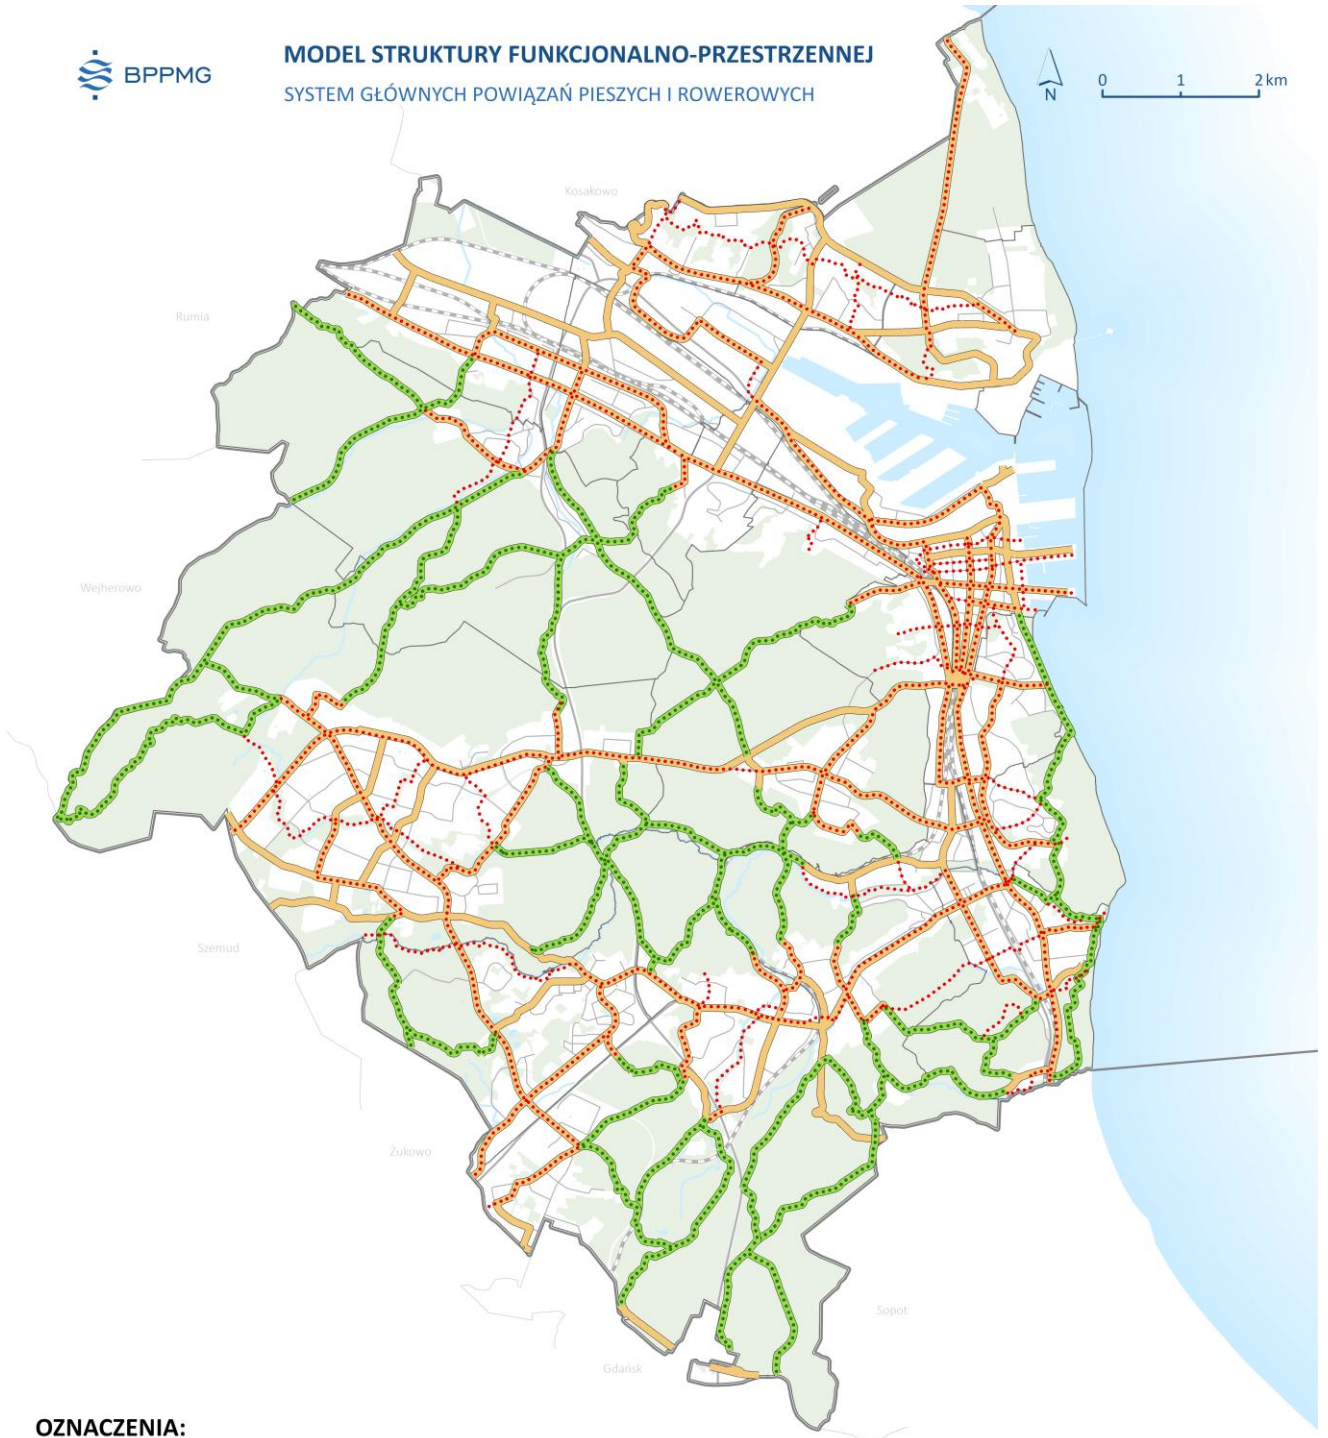 BPPMG
MODEL STRUKTURY FUNKCJONALNO-PRZESTRZENNEJ
SYSTEM GŁÓWNYCH POWIĄZAŃ PIESZYCH I ROWEROWYCH
N
0 1 2 km
Kosakowo
Rumia
Wejherowo
Szemud
Żukowo
Sopot
Gdańsk
OZNACZENIA: